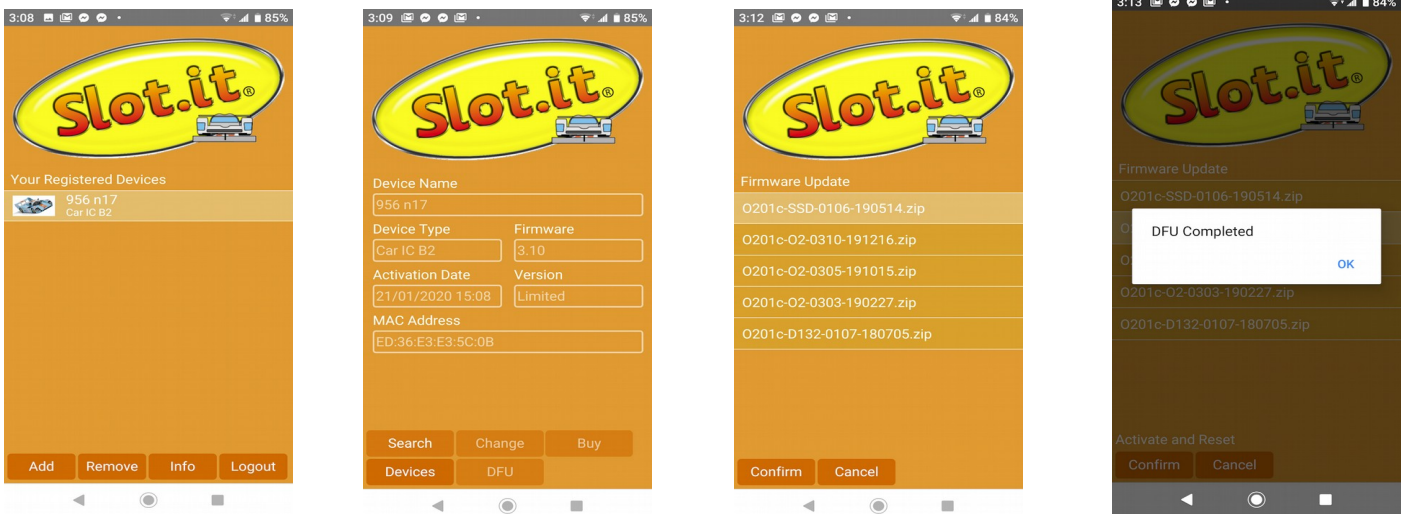 3:08
85%
Slot.it®
Your Registered Devices
956 n17
Car IC B2
Add Remove Info Logout
3:09
85%
Slot.it®
Device Name
956 n17
Device Type Firmware
Car IC B2 3.10
Activation Date Version
21/01/2020 15:08 Limited
MAC Address
ED:36:E3:E3:5C:0B
Search Change Buy
Devices DFU
3:12
84%
Slot.it®
Firmware Update
O201c-SSD-0106-190514.zip
O201c-O2-0310-191216.zip
O201c-O2-0305-191015.zip
O201c-O2-0303-190227.zip
O201c-D132-0107-180705.zip
Confirm Cancel
3:13
84%
Slot.it®
Firmware Update
O201c-SSD-0106-190514.zip
DFU Completed
OK
O201c-O2-0303-190227.zip
O201c-D132-0107-180705.zip
Activate and Reset
Confirm Cancel